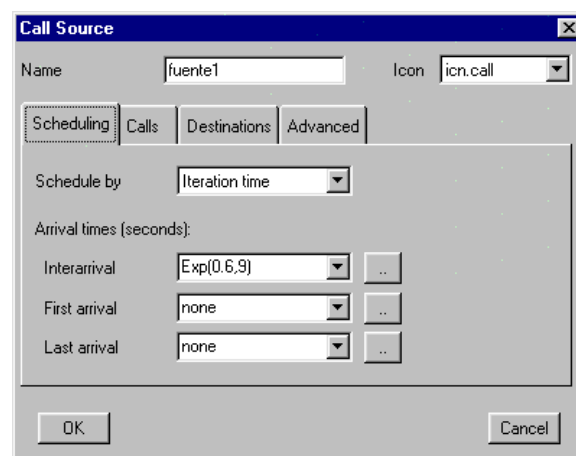 Call Source
Name fuente1 Icon icn.call
Scheduling Calls Destinations Advanced
Schedule by Iteration time
Arrival times (seconds):
Interarrival Exp(0.6,9) ..
First arrival none ..
Last arrival none ..
OK Cancel